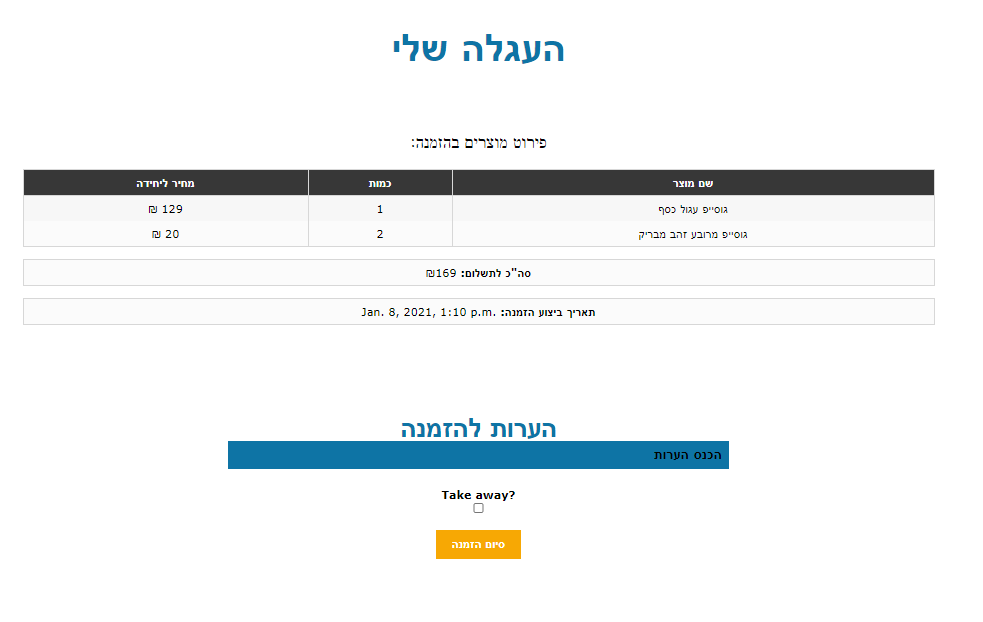 העגלה שלי
פירוט מוצרים בהזמנה:
שם מוצר כמות מחיר ליחידה
גוסייפ עגול כסף 1 129 ₪
גוסייפ מרובע זהב מבריק 2 20 ₪
סה"כ לתשלום: 169₪
תאריך ביצוע הזמנה: Jan. 8, 2021, 1:10 p.m.
הערות להזמנה
הכנס הערות
Take away?
סיום הזמנה